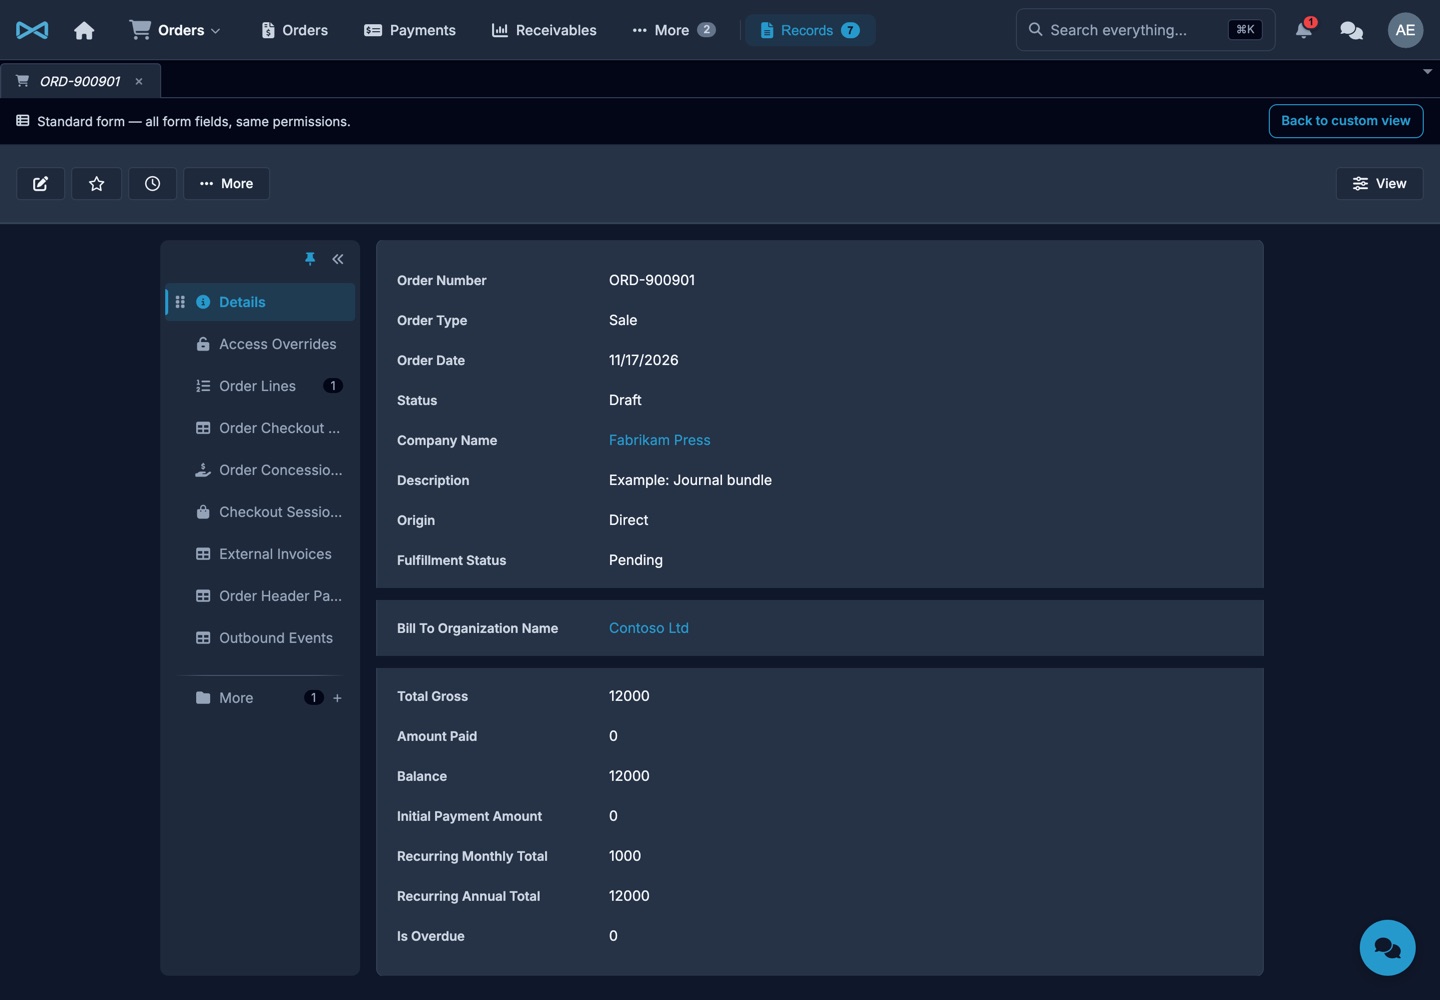 Orders
Orders
Payments
Receivables
More 2
Records 7
Search everything... ⌘K
1
AE
ORD-900901 ×
Standard form — all form fields, same permissions.
Back to custom view
More
View
Details
Access Overrides
Order Lines 1
Order Checkout ...
Order Concessio...
Checkout Sessio...
External Invoices
Order Header Pa...
Outbound Events
More 1 +
Order Number ORD-900901
Order Type Sale
Order Date 11/17/2026
Status Draft
Company Name Fabrikam Press
Description Example: Journal bundle
Origin Direct
Fulfillment Status Pending
Bill To Organization Name Contoso Ltd
Total Gross 12000
Amount Paid 0
Balance 12000
Initial Payment Amount 0
Recurring Monthly Total 1000
Recurring Annual Total 12000
Is Overdue 0